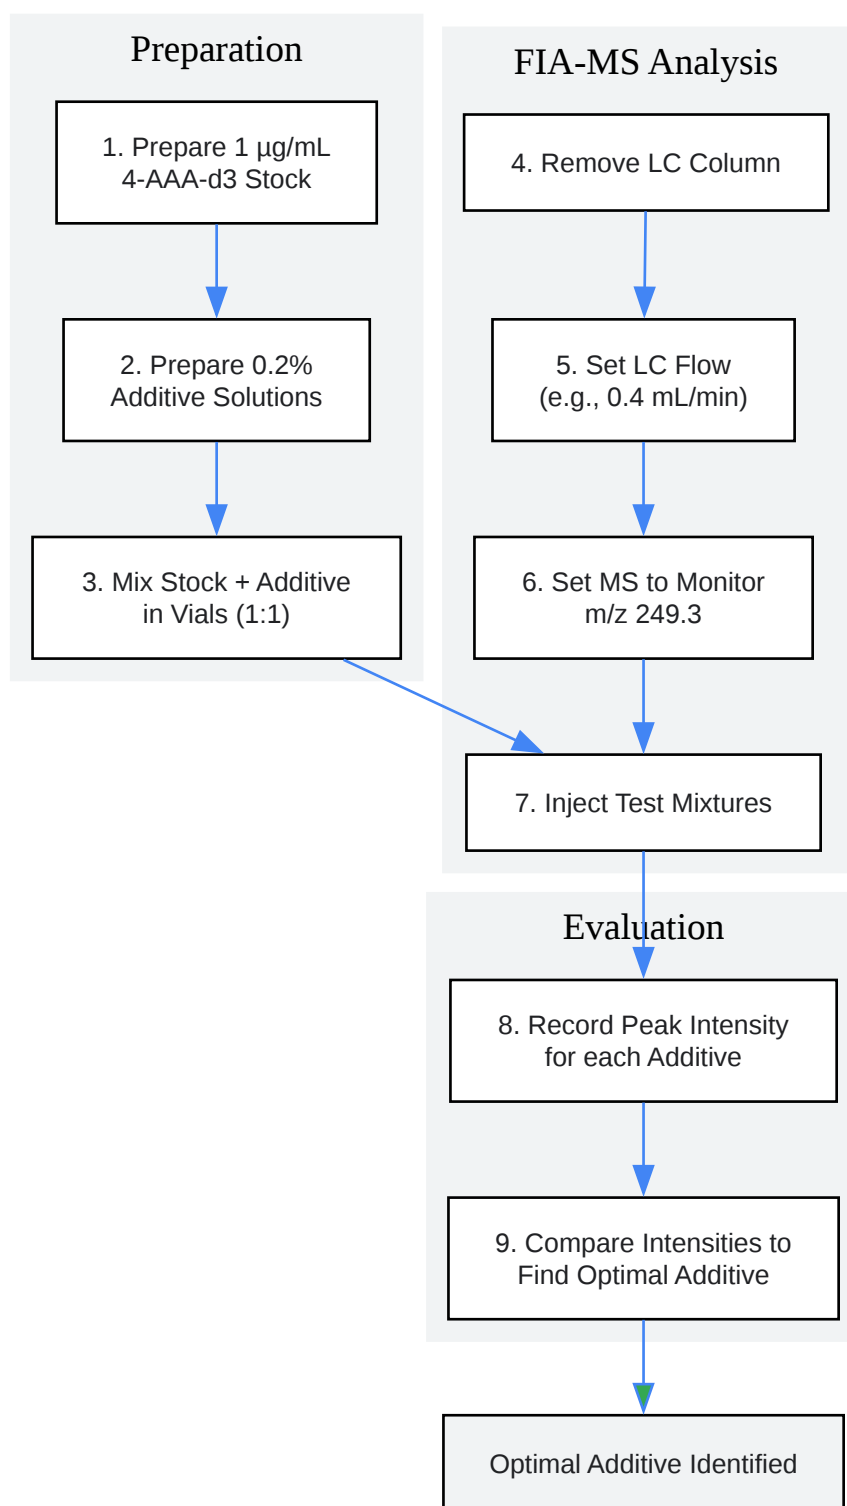 Preparation
1. Prepare 1 µg/mL
4-AAA-d3 Stock
2. Prepare 0.2%
Additive Solutions
3. Mix Stock + Additive
in Vials (1:1)
FIA-MS Analysis
4. Remove LC Column
5. Set LC Flow
(e.g., 0.4 mL/min)
6. Set MS to Monitor
m/z 249.3
7. Inject Test Mixtures
Evaluation
8. Record Peak Intensity
for each Additive
9. Compare Intensities to
Find Optimal Additive
Optimal Additive Identified